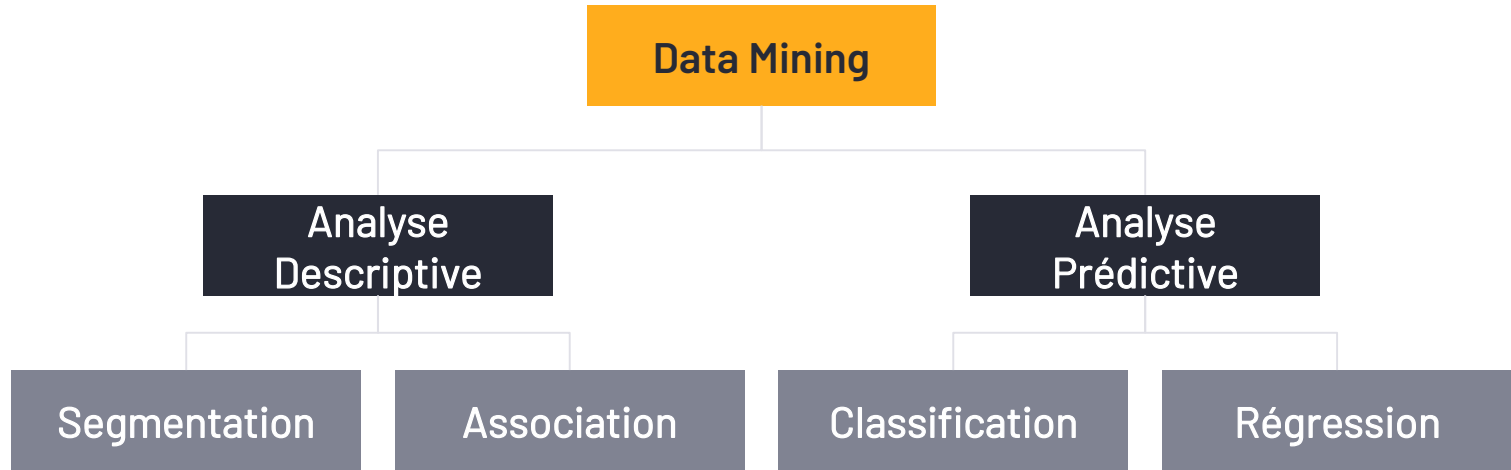 Data Mining
Analyse
Descriptive
Analyse
Prédictive
Segmentation
Association
Classification
Régression